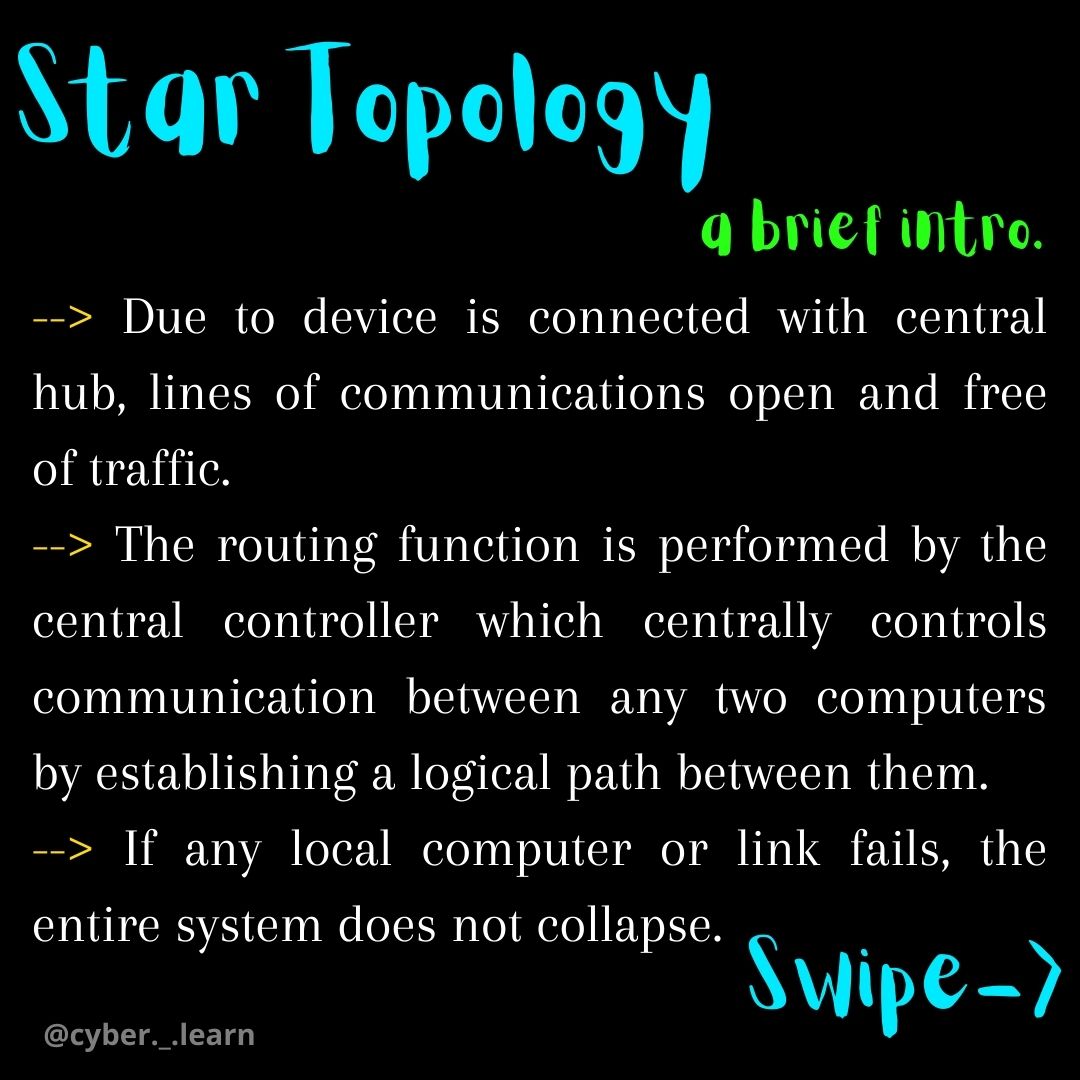 Star Topology
a brief intro.
--> Due to device is connected with central
hub, lines of communications open and free
of traffic.
--> The routing function is performed by the
central controller which centrally controls
communication between any two computers
by establishing a logical path between them.
--> If any local computer or link fails, the
entire system does not collapse.
Swipe->
@cyber._.learn